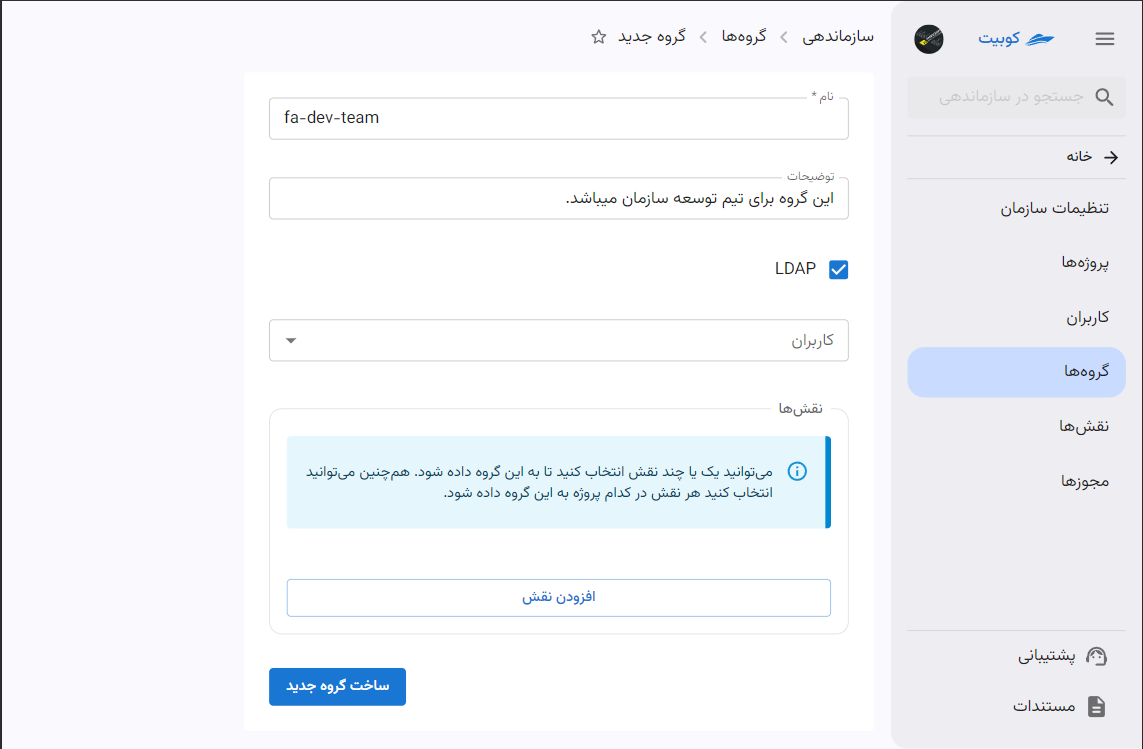 کوبیت
جستجو در سازماندهی
خانه
تنظیمات سازمان
پروژه‌ها
کاربران
گروه‌ها
نقش‌ها
مجوزها
پشتیبانی
مستندات
سازماندهی
گروه‌ها
گروه جدید
نام *
fa-dev-team
توضیحات
این گروه برای تیم توسعه سازمان میباشد.
LDAP
کاربران
نقش‌ها
می‌توانید یک یا چند نقش انتخاب کنید تا به این گروه داده شود. هم‌چنین می‌توانید
انتخاب کنید هر نقش در کدام پروژه به این گروه داده شود.
افزودن نقش
ساخت گروه جدید